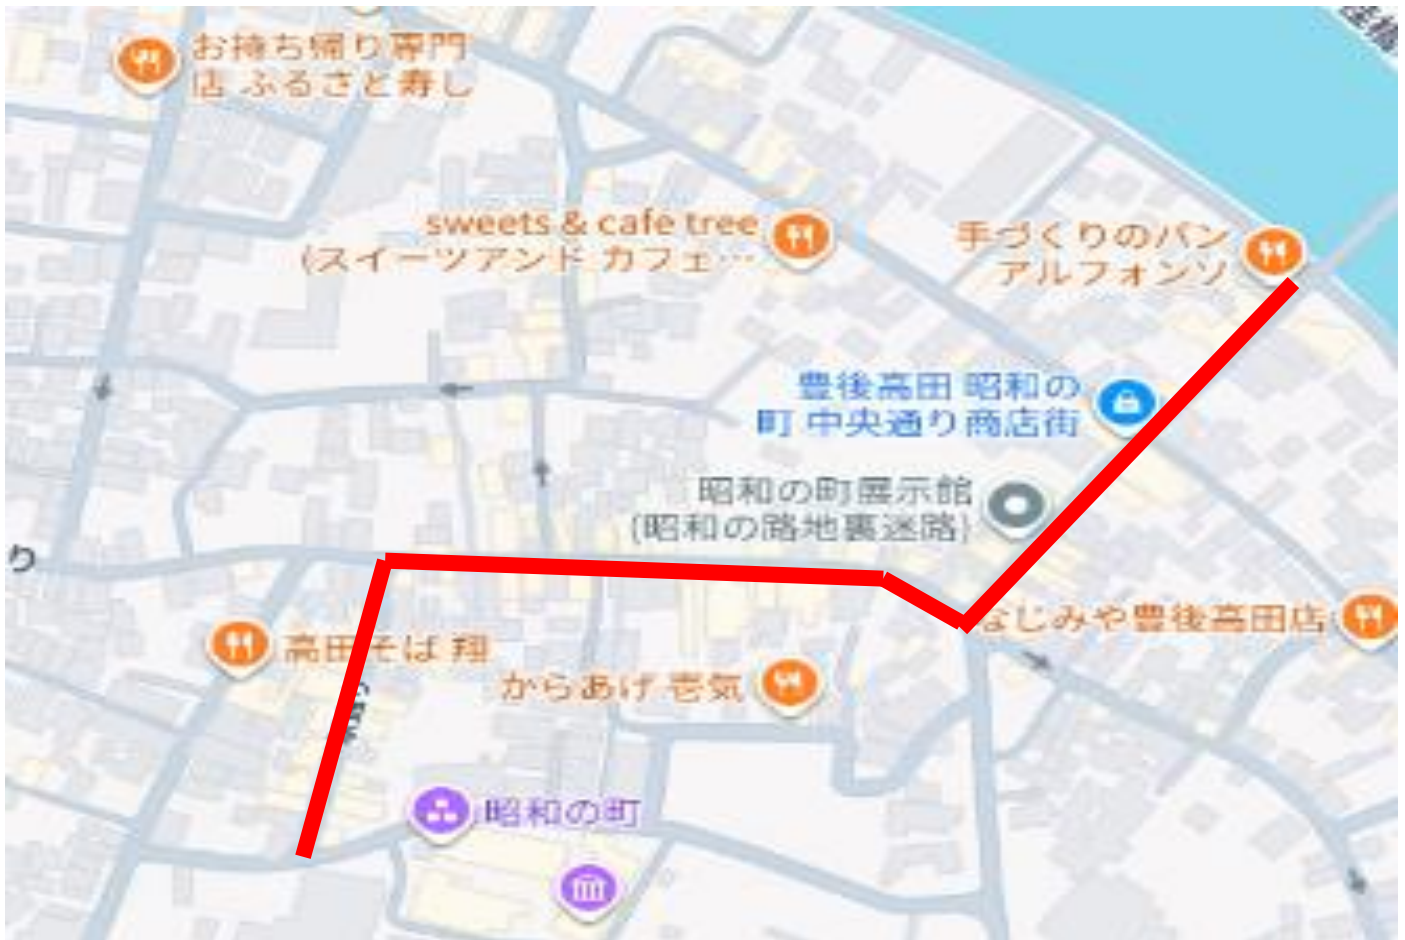 お持ち帰り専門
店 ふるさと寿し
sweets & cafe tree
(スイーツアンド カフェ…
手づくりのパン
アルフォンソ
豊後高田 昭和の
町 中央通り商店街
昭和の町展示館
(昭和の路地裏迷路)
り
なじみや豊後高田店
高田そば 翔
からあげ 壱気
昭和の町